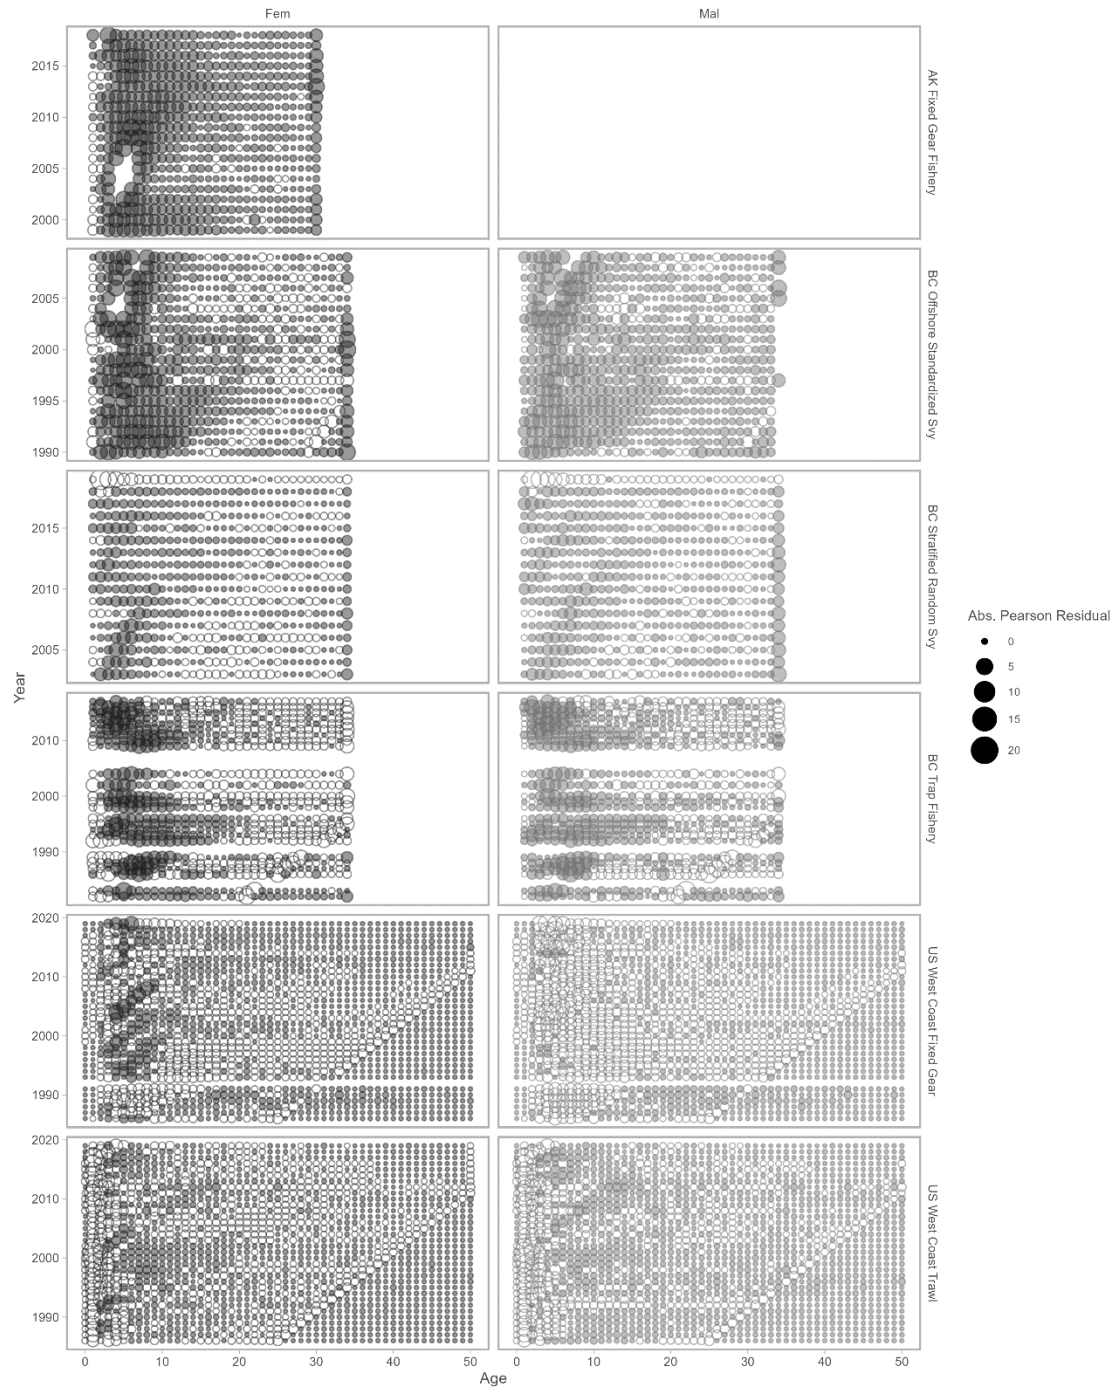 Fem Mal
2015
2010
2005
2000
AK Fixed Gear Fishery
2005
2000
1995
1990
BC Offshore Standardized Svy
2015
2010
2005
BC Stratified Random Svy
2010
2000
1990
BC Trap Fishery
2020
2010
2000
1990
US West Coast Fixed Gear
2020
2010
2000
1990
US West Coast Trawl
0 10 20 30 40 50 0 10 20 30 40 50
Age
Year
Abs. Pearson Residual
0
5
10
15
20